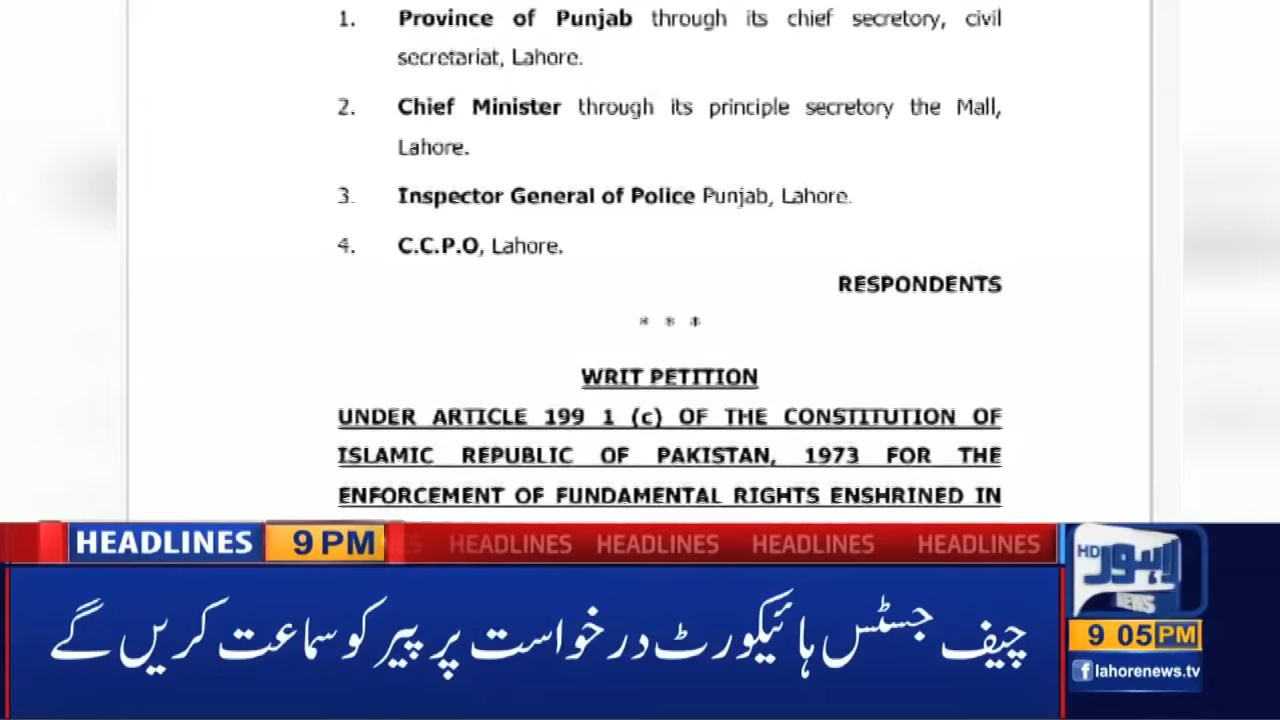 1. Province of Punjab through its chief secretary, civil
secretariat, Lahore.
2. Chief Minister through its principle secretary the Mall,
Lahore.
3. Inspector General of Police Punjab, Lahore.
4. C.C.P.O, Lahore.
RESPONDENTS
* * *
WRIT PETITION
UNDER ARTICLE 199 1 (c) OF THE CONSTITUTION OF
ISLAMIC REPUBLIC OF PAKISTAN, 1973 FOR THE
ENFORCEMENT OF FUNDAMENTAL RIGHTS ENSHRINED IN
HEADLINES 9 PM ES HEADLINES HEADLINES HEADLINES HEADLINES
HD لاہور NEWS
چیف جسٹس ہائیکورٹ درخواست پر پیر کو سماعت کریں گے
9 05 PM
lahorenews.tv